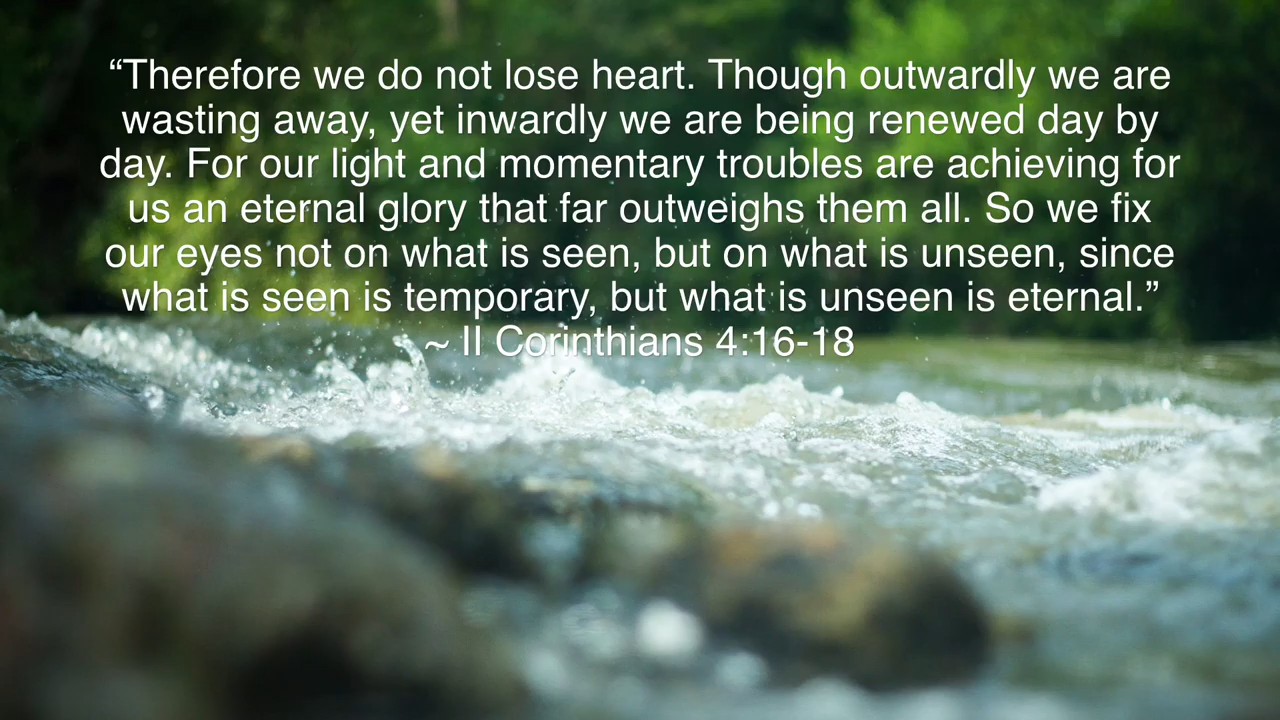 “Therefore we do not lose heart. Though outwardly we are
wasting away, yet inwardly we are being renewed day by
day. For our light and momentary troubles are achieving for
us an eternal glory that far outweighs them all. So we fix
our eyes not on what is seen, but on what is unseen, since
what is seen is temporary, but what is unseen is eternal.”
~ II Corinthians 4:16-18